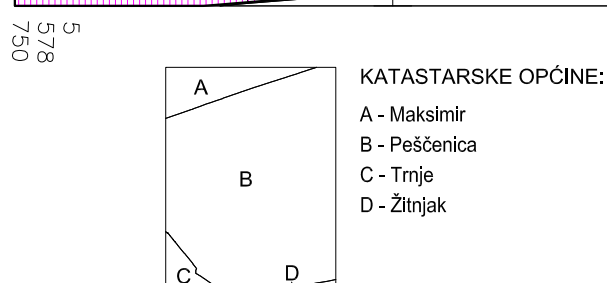 5
578
750
KATASTARSKE OPĆINE:
A - Maksimir
B - Peščenica
C - Trnje
D - Žitnjak
A
B
C
D